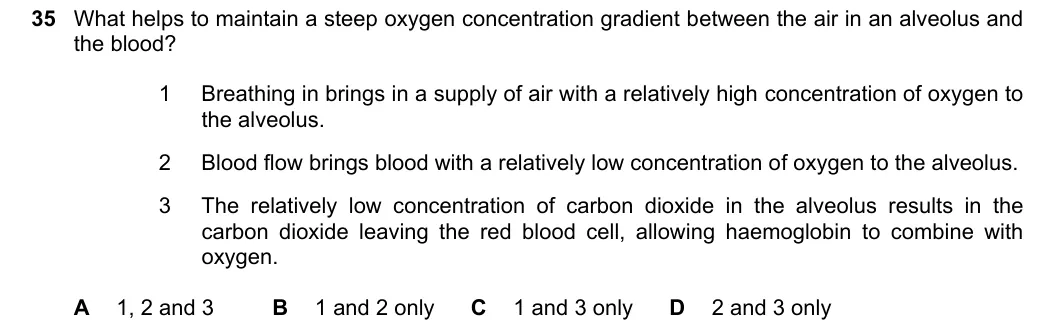 35 What helps to maintain a steep oxygen concentration gradient between the air in an alveolus and
the blood?
1 Breathing in brings in a supply of air with a relatively high concentration of oxygen to
the alveolus.
2 Blood flow brings blood with a relatively low concentration of oxygen to the alveolus.
3 The relatively low concentration of carbon dioxide in the alveolus results in the
carbon dioxide leaving the red blood cell, allowing haemoglobin to combine with
oxygen.
A 1, 2 and 3 B 1 and 2 only C 1 and 3 only D 2 and 3 only